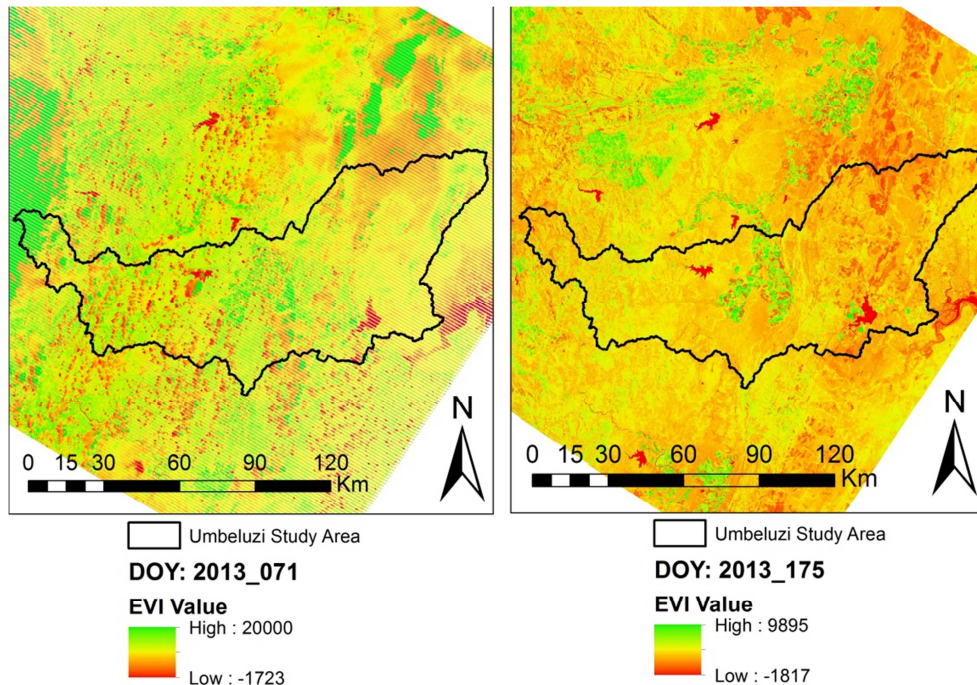 N
0 15 30 60 90 120
Km
Umbeluzi Study Area
DOY: 2013_071
EVI Value
High : 20000
Low : -1723
N
0 15 30 60 90 120
Km
Umbeluzi Study Area
DOY: 2013_175
EVI Value
High : 9895
Low : -1817